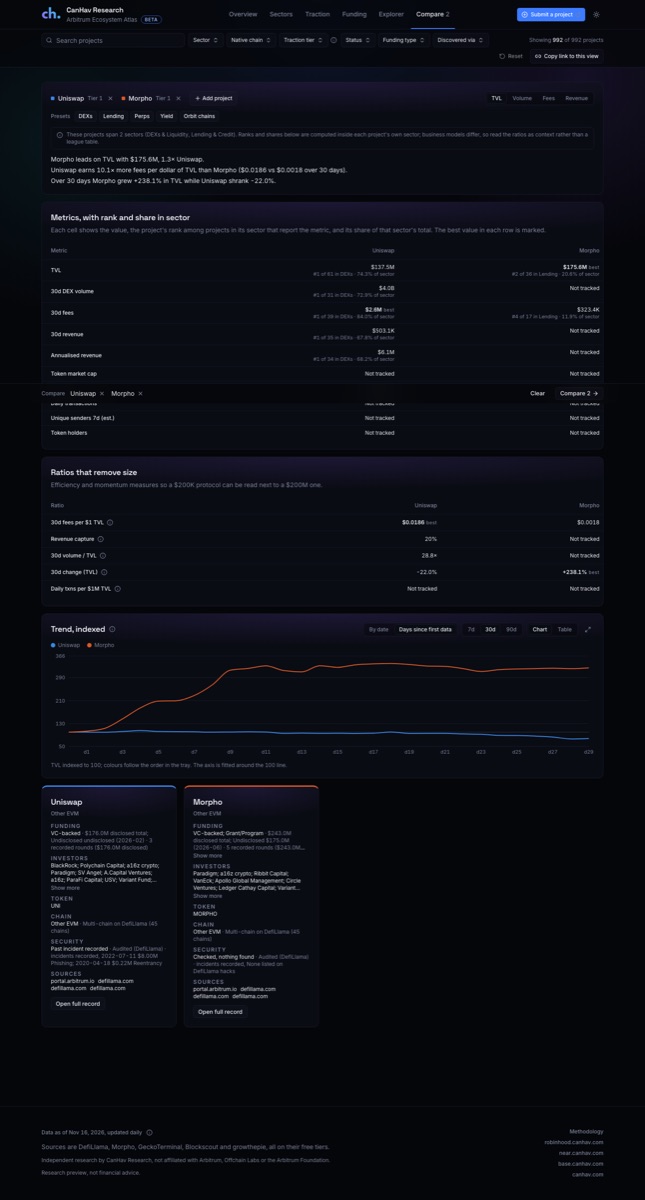 ch. CanHav Research
Arbitrum Ecosystem Atlas BETA
Overview Sectors Traction Funding Explorer Compare 2
Submit a project
Search projects
Sector Native chain Traction tier Status Funding type Discovered via
Showing 992 of 992 projects
Reset Copy link to this view
Uniswap Tier 1 × Morpho Tier 1 × + Add project
TVL Volume Fees Revenue
Presets DEXs Lending Perps Yield Orbit chains
These projects span 2 sectors (DEXs & Liquidity, Lending & Credit). Ranks and shares below are computed inside each project's own sector; business models differ, so read the ratios as context rather than a
league table.
Morpho leads on TVL with $175.6M, 1.3× Uniswap.
Uniswap earns 10.1× more fees per dollar of TVL than Morpho ($0.0186 vs $0.0018 over 30 days).
Over 30 days Morpho grew +238.1% in TVL while Uniswap shrank −22.0%.
Metrics, with rank and share in sector
Each cell shows the value, the project's rank among projects in its sector that report the metric, and its share of that sector's total. The best value in each row is marked.
Metric Uniswap Morpho
TVL $137.5M $175.6M best
#1 of 61 in DEXs · 74.3% of sector #2 of 36 in Lending · 20.6% of sector
30d DEX volume $4.0B Not tracked
#1 of 31 in DEXs · 72.9% of sector
30d fees $2.6M best $323.4K
#1 of 39 in DEXs · 84.0% of sector #4 of 17 in Lending · 11.9% of sector
30d revenue $503.1K Not tracked
#1 of 35 in DEXs · 67.8% of sector
Annualised revenue $6.1M Not tracked
#1 of 34 in DEXs · 68.2% of sector
Token market cap Not tracked Not tracked
Compare Uniswap × Morpho ×
Clear Compare 2 →
Daily transactions Not tracked Not tracked
Unique senders 7d (est.) Not tracked Not tracked
Token holders Not tracked Not tracked
Ratios that remove size
Efficiency and momentum measures so a $200K protocol can be read next to a $200M one.
Ratio Uniswap Morpho
30d fees per $1 TVL $0.0186 best $0.0018
Revenue capture 20% Not tracked
30d volume / TVL 28.8× Not tracked
30d change (TVL) −22.0% +238.1% best
Daily txns per $1M TVL Not tracked Not tracked
Trend, indexed
By date Days since first data 7d 30d 90d Chart Table
Uniswap Morpho
290
210
130
50
d1 d3 d5 d7 d9 d11 d13 d15 d17 d19 d21 d23 d25 d27 d29
TVL indexed to 100; colours follow the order in the tray. The axis is fitted around the 100 line.
Uniswap
Other EVM
FUNDING
VC-backed · $176.0M disclosed total;
Undisclosed undisclosed (2026-02) · 3
recorded rounds ($176.0M disclosed)
INVESTORS
BlackRock; Polychain Capital; a16z crypto;
Paradigm; SV Angel; A.Capital Ventures;
a16z; ParaFi Capital; USV; Variant Fund;…
Show more
TOKEN
UNI
CHAIN
Other EVM · Multi-chain on DefiLlama (45
chains)
SECURITY
Past incident recorded · Audited (DefiLlama) ·
incidents recorded, 2022-07-11 $8.00M
Phishing; 2020-04-18 $0.22M Reentrancy
SOURCES
portal.arbitrum.io defillama.com
defillama.com defillama.com
Open full record
Morpho
Other EVM
FUNDING
VC-backed; Grant/Program · $243.0M
disclosed total; Undisclosed $175.0M
(2026-06) · 5 recorded rounds ($243.0M…
Show more
INVESTORS
Paradigm; a16z crypto; Ribbit Capital;
VanEck; Apollo Global Management; Circle
Ventures; Ledger Cathay Capital; Variant…
Show more
TOKEN
MORPHO
CHAIN
Other EVM · Multi-chain on DefiLlama (45
chains)
SECURITY
Checked, nothing found · Audited (DefiLlama)
· incidents recorded, None listed on
DefiLlama hacks
SOURCES
portal.arbitrum.io defillama.com
defillama.com defillama.com
Open full record
Data as of Nov 16, 2026, updated daily
Sources are DefiLlama, Morpho, GeckoTerminal, Blockscout and growthepie, all on their free tiers.
Independent research by CanHav Research, not affiliated with Arbitrum, Offchain Labs or the Arbitrum Foundation.
Research preview, not financial advice.
Methodology
robinhood.canhav.com
near.canhav.com
base.canhav.com
canhav.com